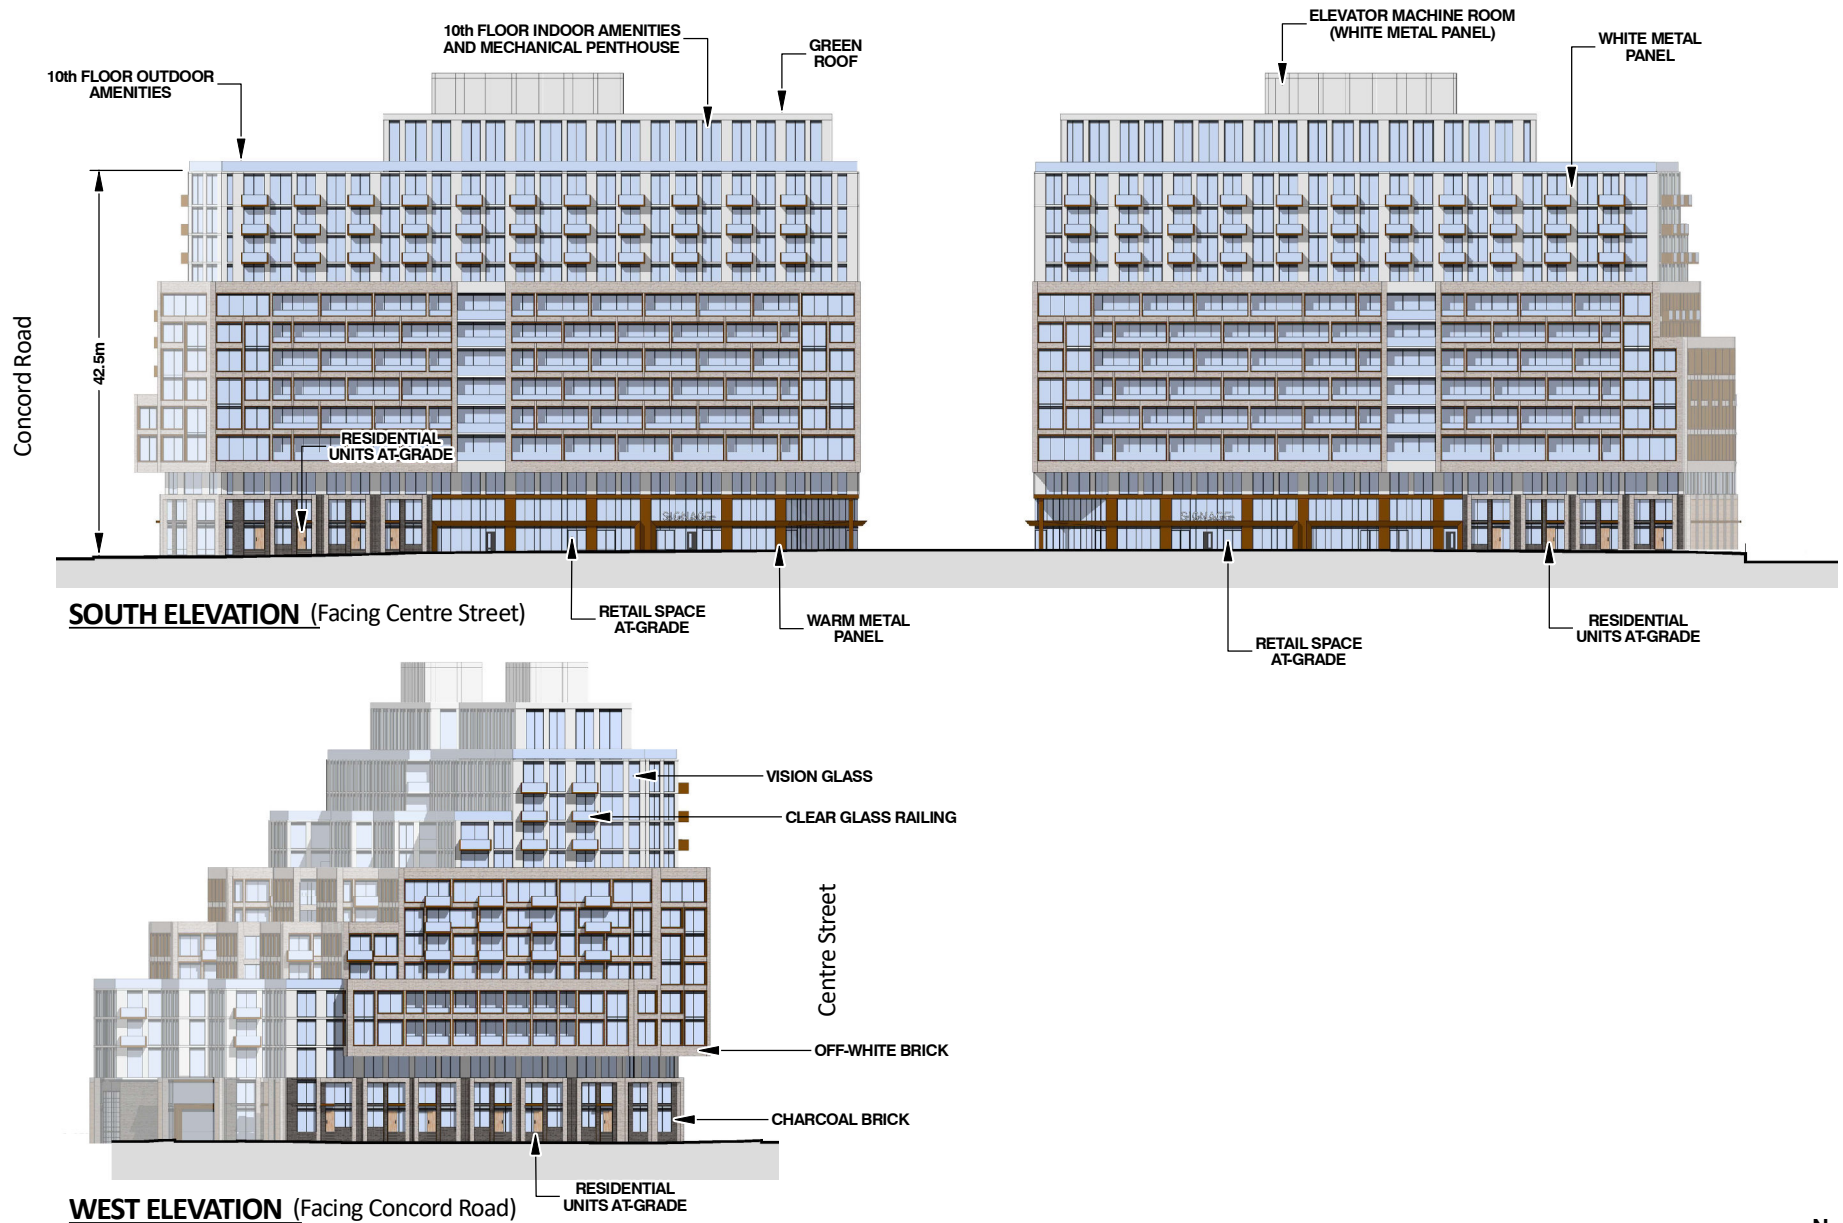 10th FLOOR INDOOR AMENITIES
AND MECHANICAL PENTHOUSE
GREEN
ROOF
10th FLOOR OUTDOOR
AMENITIES
ELEVATOR MACHINE ROOM
(WHITE METAL PANEL)
WHITE METAL
PANEL
Concord Road
42.5m
RESIDENTIAL
UNITS AT-GRADE
SIGNAGE
SIGNAGE
SOUTH ELEVATION (Facing Centre Street)
RETAIL SPACE
AT-GRADE
WARM METAL
PANEL
RETAIL SPACE
AT-GRADE
RESIDENTIAL
UNITS AT-GRADE
VISION GLASS
CLEAR GLASS RAILING
Centre Street
OFF-WHITE BRICK
CHARCOAL BRICK
RESIDENTIAL
UNITS AT-GRADE
WEST ELEVATION (Facing Concord Road)